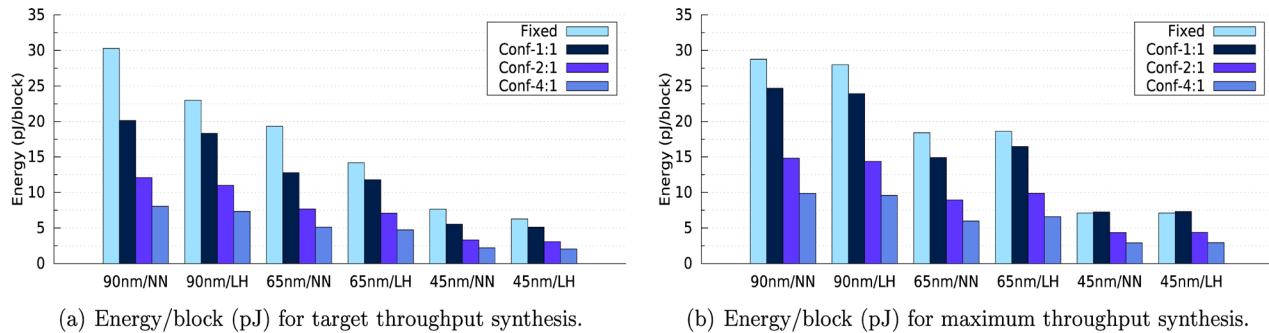 35
30
25
20
15
10
5
0
Energy (pJ/block)
Fixed
Conf-1:1
Conf-2:1
Conf-4:1
90nm/NN 90nm/LH 65nm/NN 65nm/LH 45nm/NN 45nm/LH
(a) Energy/block (pJ) for target throughput synthesis.
35
30
25
20
15
10
5
0
Energy (pJ/block)
Fixed
Conf-1:1
Conf-2:1
Conf-4:1
90nm/NN 90nm/LH 65nm/NN 65nm/LH 45nm/NN 45nm/LH
(b) Energy/block (pJ) for maximum throughput synthesis.